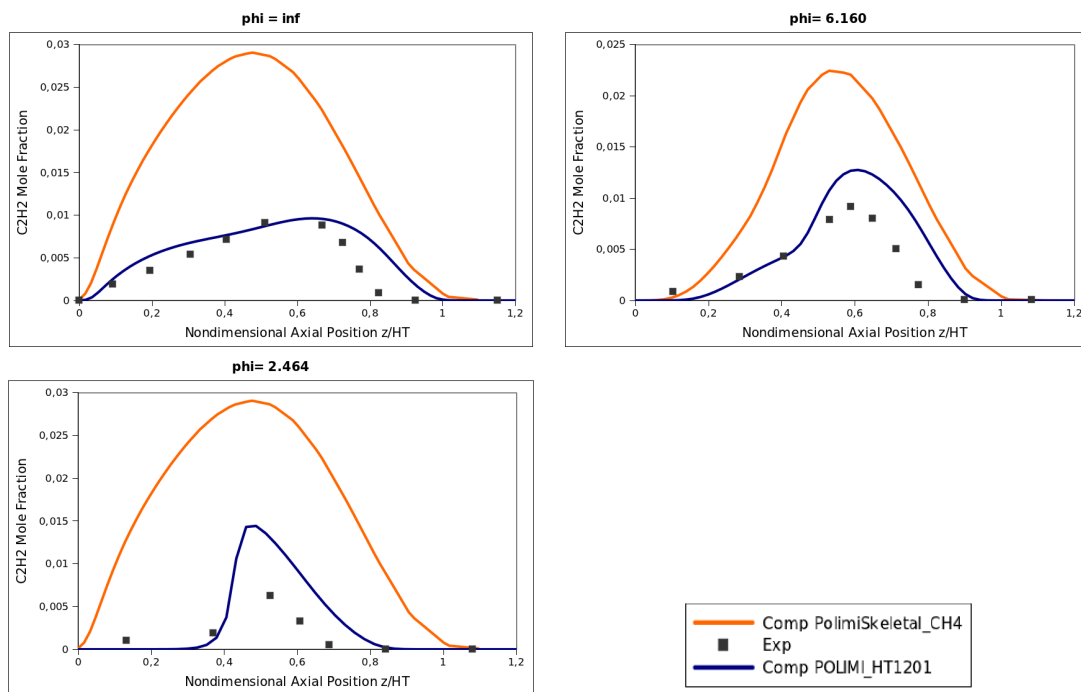 phi = inf
C2H2 Mole Fraction
0,03
0,025
0,02
0,015
0,01
0,005
0
0 0,2 0,4 0,6 0,8 1 1,2
Nondimensional Axial Position z/HT
phi= 6.160
C2H2 Mole Fraction
0,025
0,02
0,015
0,01
0,005
0
0 0,2 0,4 0,6 0,8 1 1,2
Nondimensional Axial Position z/HT
phi= 2.464
C2H2 Mole Fraction
0,03
0,025
0,02
0,015
0,01
0,005
0
0 0,2 0,4 0,6 0,8 1 1,2
Nondimensional Axial Position z/HT
Comp PolimiSkeletal_CH4
Exp
Comp POLIMI_HT1201